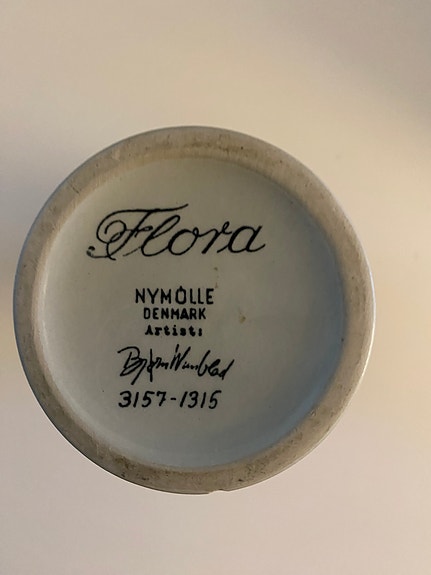 Flora
NYMÖLLE
DENMARK
Artist:
Bjørn Wiinblad
3157-1315